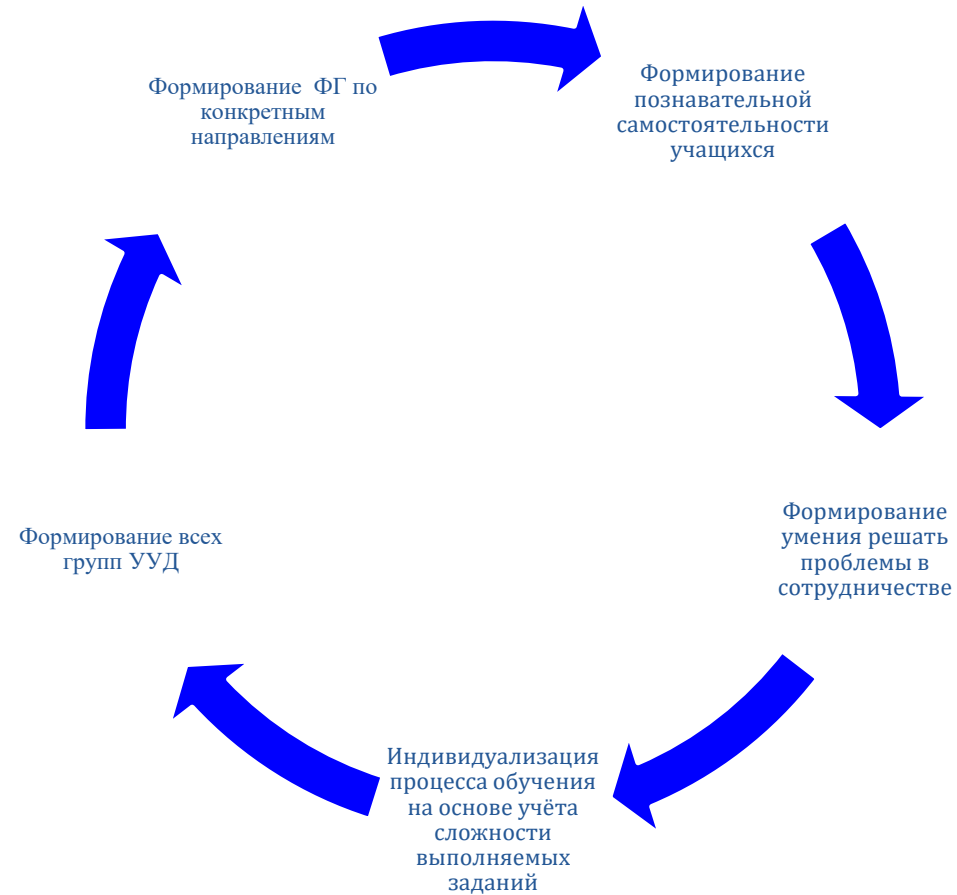 Формирование ФГ по
конкретным
направлениям
Формирование
познавательной
самостоятельности
учащихся
Формирование
умения решать
проблемы в
сотрудничестве
Индивидуализация
процесса обучения
на основе учёта
сложности
выполняемых
заданий
Формирование всех
групп УУД